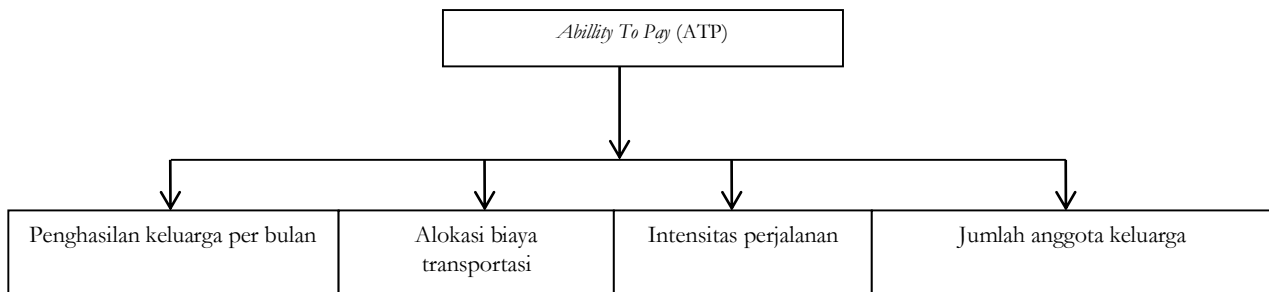 Abillity To Pay (ATP)
Penghasilan keluarga per bulan
Alokasi biaya
transportasi
Intensitas perjalanan
Jumlah anggota keluarga